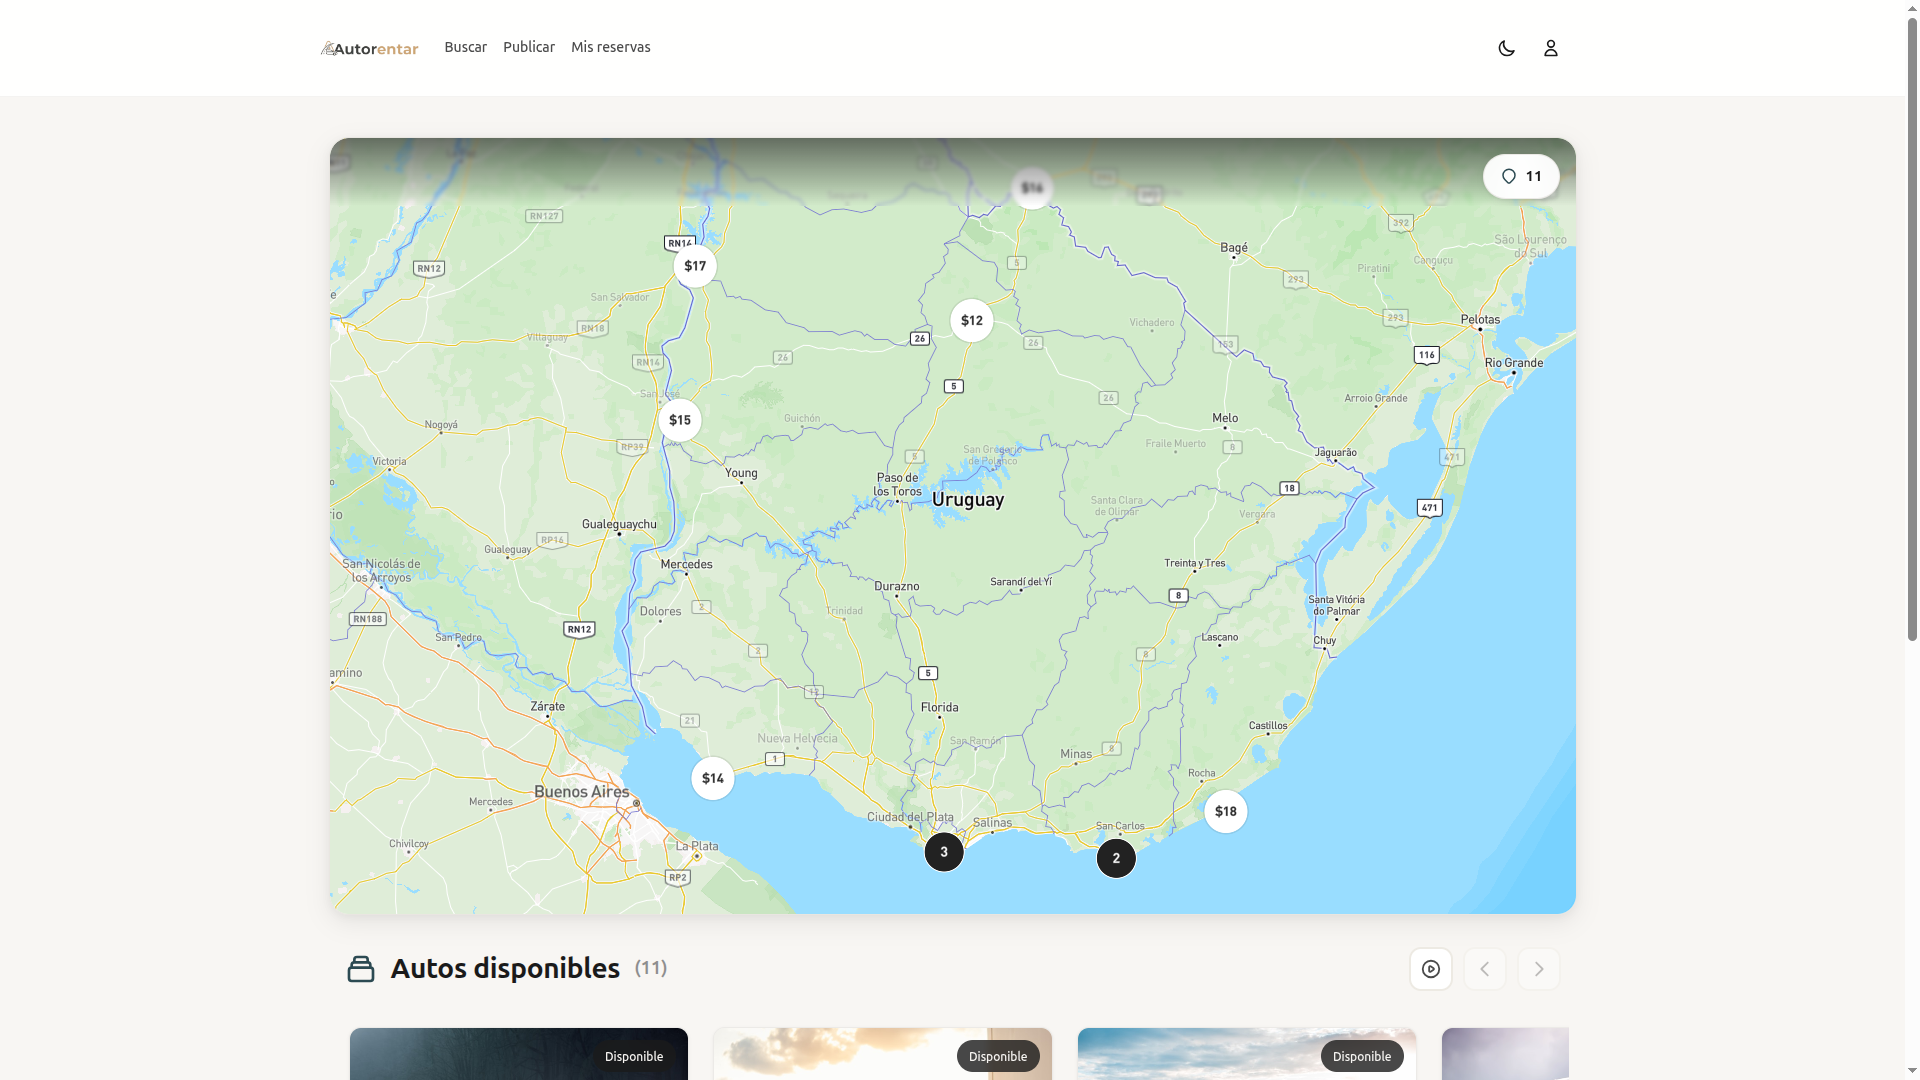 Autorentar
Buscar
Publicar
Mis reservas
11
$16
RN127
392
São Lourenço
do Sul
RN14
Bagé
5
Canguçu
RN12
$17
Piratini
293
San Salvador
$12
293
Pelotas
RN18
Vichadero
Villaguay
26
26
153
116
RN14
26
Rio Grande
5
San José
26
Arroio Grande
$15
Guichón
Melo
Nogoyá
RP39
Fraile Muerto
8
Jaguarão
5
San Gregorio
de Polanco
471
Victoria
Young
Paso de
los Toros
18
Uruguay
Santa Clara
de Olimar
471
Vergara
Gualeguaychu
RP16
Gualeguay
San Nicolás de
los Arroyos
Mercedes
Treinta y Tres
Durazno
Sarandí del Yí
8
Santa Vitória
do Palmar
Dolores
2
Trinidad
RN188
RN12
San Pedro
Lascano
Chuy
2
8
amino
5
12
Zárate
Florida
21
Castillos
Nueva Helvecia
San Ramón
8
Minas
1
$14
Rocha
Buenos Aires
Mercedes
$18
Ciudad del Plata
Salinas
San Carlos
Chivilcoy
La Plata
3
2
RP2
Autos disponibles
(11)
Disponible
Disponible
Disponible